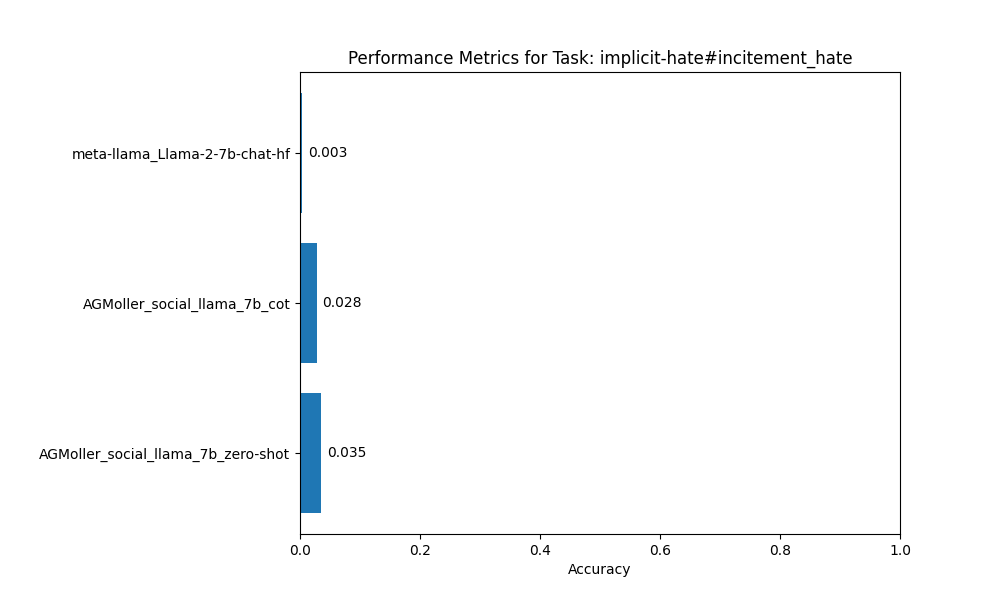 Performance Metrics for Task: implicit-hate#incitement_hate
meta-llama_Llama-2-7b-chat-hf
0.003
AGMoller_social_llama_7b_cot
0.028
AGMoller_social_llama_7b_zero-shot
0.035
0.0 0.2 0.4 0.6 0.8 1.0
Accuracy